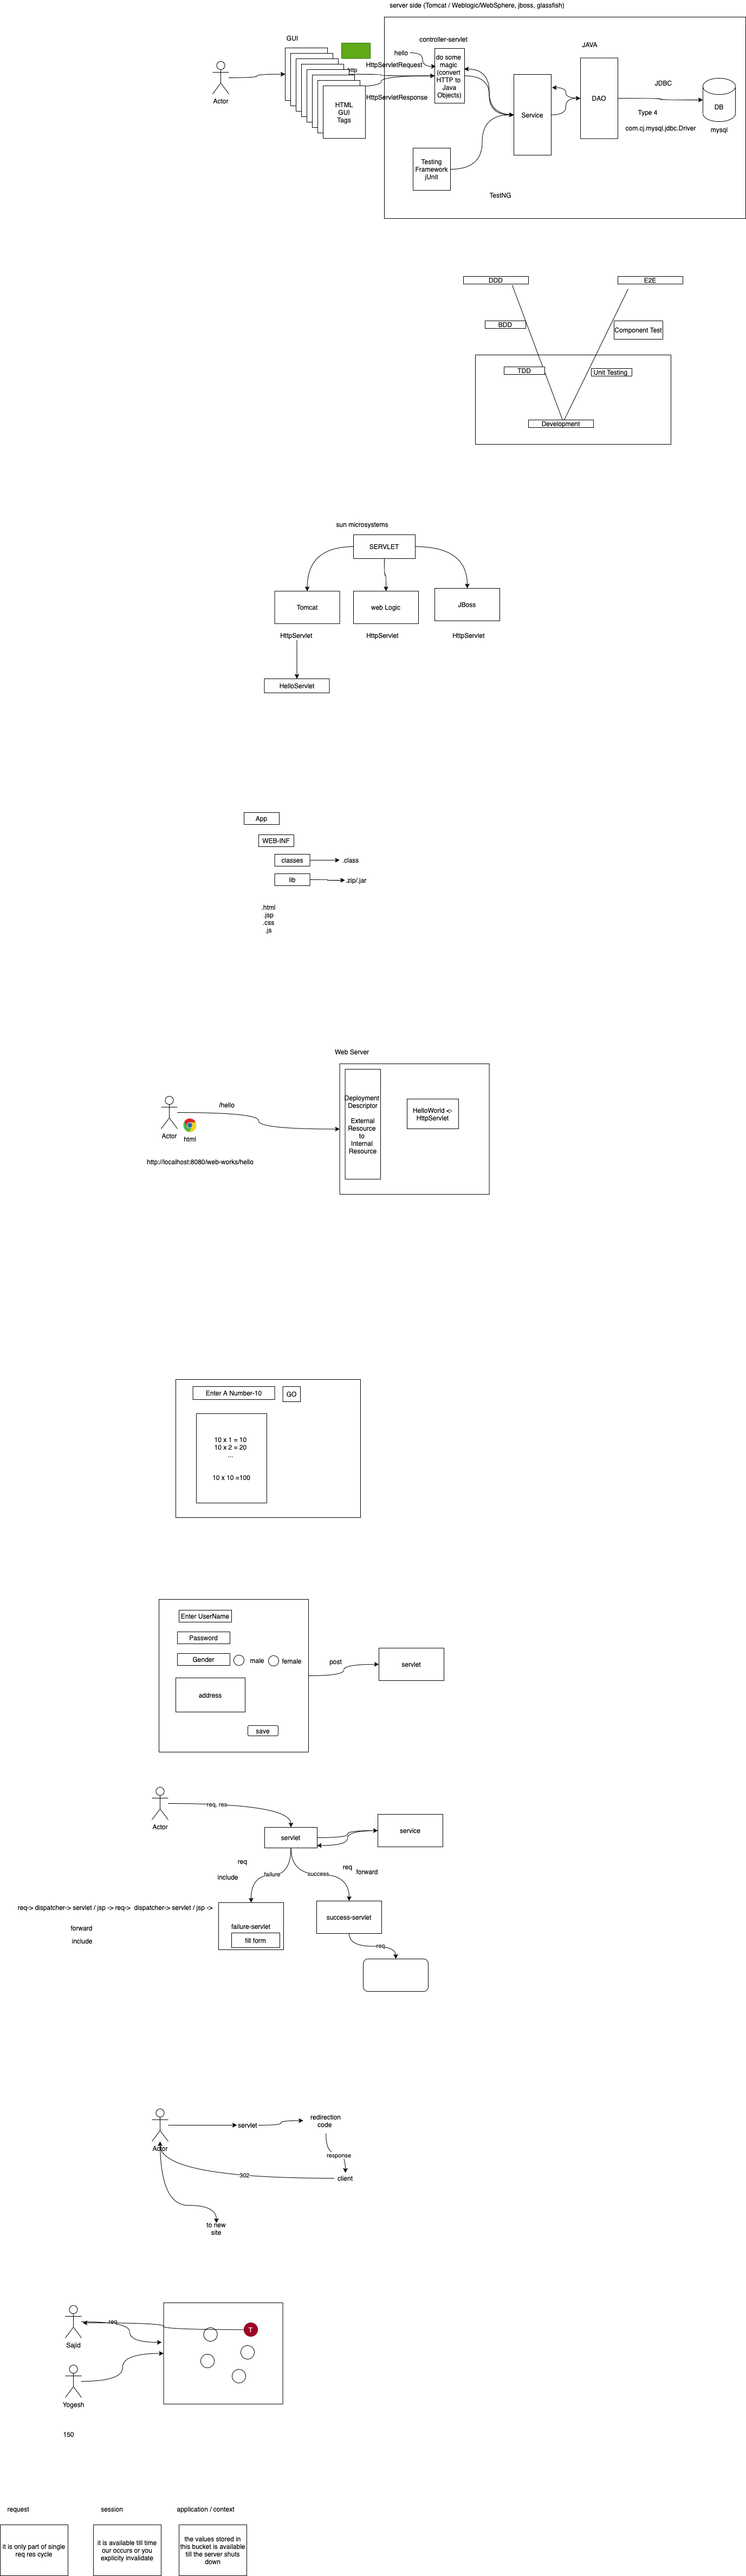 server side (Tomcat / Weblogic/WebSphere, jboss, glassfish)
GUI
controller-servlet
JAVA
hello
do some
magic
(convert
HTTP to
Java
Objects)
http
HttpServletRequest
HttpServletResponse
Actor
HTML
GUI
Tags
Service
DAO
JDBC
Type 4
com.cj.mysql.jdbc.Driver
DB
mysql
Testing
Framework
jUnit
TestNG
DDD
E2E
BDD
Component Test
TDD
Unit Testing
Development
sun microsystems
SERVLET
Tomcat
web Logic
JBoss
HttpServlet
HttpServlet
HttpServlet
HelloServlet
App
WEB-INF
classes
.class
lib
.zip/.jar
.html
.jsp
.css
.js
Web Server
/hello
Actor
html
Deployment
Descriptor
External
Resource
to
Internal
Resource
HelloWorld <-
HttpServlet
http://localhost:8080/web-works/hello
Enter A Number-10
GO
10 x 1 = 10
10 x 2 = 20
...
10 x 10 =100
Enter UserName
Password
Gender
male
female
address
save
post
servlet
Actor
req, res
servlet
service
req
include
failure
success
req
forward
req-> dispatcher-> servlet / jsp -> req-> dispatcher-> servlet / jsp ->
forward
include
failure-servlet
fill form
success-servlet
req
Actor
servlet
redirection
code
response
302
client
to new
site
req
T
Sajid
Yogesh
150
request
session
application / context
it is only part of single
req res cycle
it is available till time
our occurs or you
explicity invalidate
the values stored in
this bucket is available
till the server shuts
down